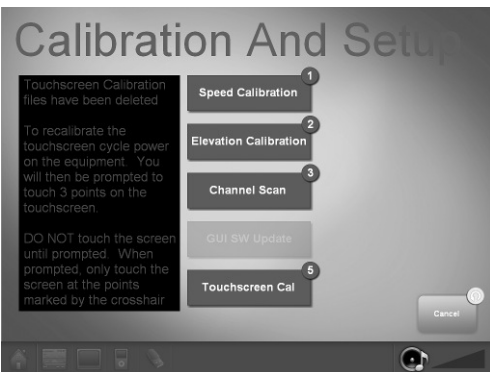 Calibration And Setup
Touchscreen Calibration
files have been deleted
To recalibrate the
touchscreen cycle power
on the equipment. You
will then be prompted to
touch 3 points on the
touchscreen.
DO NOT touch the screen
until prompted. When
prompted, only touch the
screen at the points
marked by the crosshair
1
Speed Calibration
2
Elevation Calibration
3
Channel Scan
GUI SW Update
5
Touchscreen Cal
Cancel